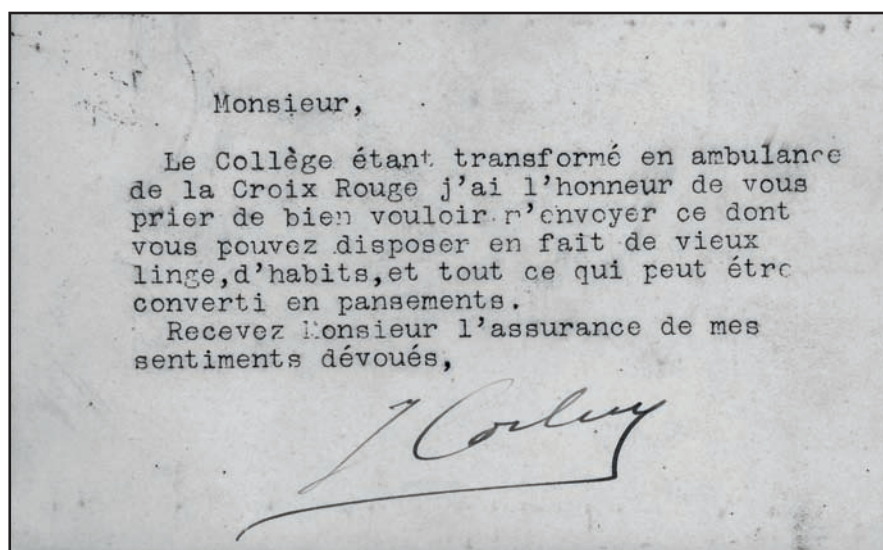 Monsieur,
Le Collège étant transformé en ambulance
de la Croix Rouge j'ai l'honneur de vous
prier de bien vouloir m'envoyer ce dont
vous pouvez disposer en fait de vieux
linge,d'habits,et tout ce qui peut étre
converti en pansements.
Recevez Monsieur l'assurance de mes
sentiments dévoués,